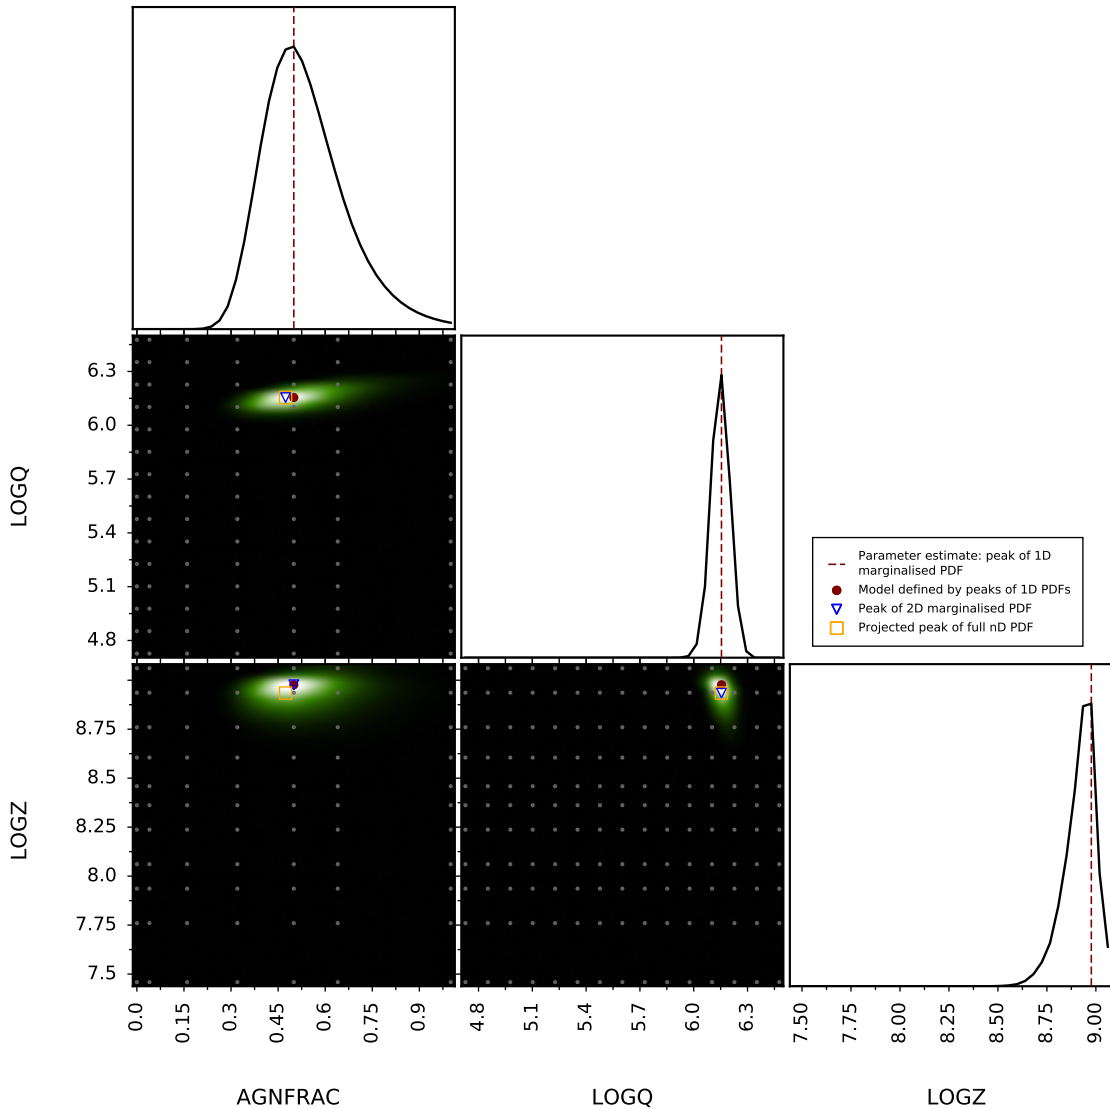 6.3
6.0
5.7
5.4
5.1
4.8
LOGQ
Parameter estimate: peak of 1D
marginalised PDF
Model defined by peaks of 1D PDFs
Peak of 2D marginalised PDF
Projected peak of full nD PDF
8.75
8.5
8.25
8.0
7.75
7.5
LOGZ
0.0 0.15 0.3 0.45 0.6 0.75 0.9
4.8 5.1 5.4 5.7 6.0 6.3
7.50 7.75 8.00 8.25 8.50 8.75 9.00
AGNFRAC LOGQ LOGZ